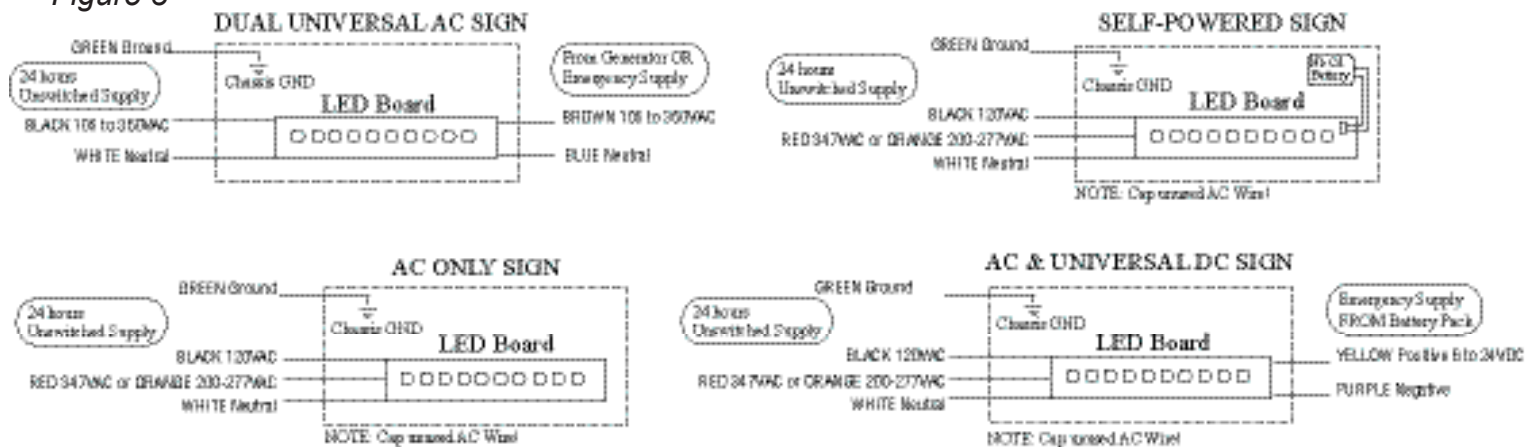 DUAL UNIVERSAL AC SIGN
GREEN Ground
24 hours
Unswitched Supply
Chassis GND
LED Board
BLACK 106 to 350VAC
WHITE Neutral
From Generator OR
Emergency Supply
BROWN 106 to 350VAC
BLUE Neutral
SELF-POWERED SIGN
GREEN Ground
24 hours
Unswitched Supply
Chassis GND
Battery
LED Board
BLACK 120VAC
RED 347VAC or ORANGE 200-277VAC
WHITE Neutral
NOTE: Cap unused AC Wire!
AC ONLY SIGN
GREEN Ground
24 hours
Unswitched Supply
Chassis GND
LED Board
BLACK 120VAC
RED 347VAC or ORANGE 200-277VAC
WHITE Neutral
NOTE: Cap unused AC Wire!
AC & UNIVERSAL DC SIGN
GREEN Ground
24 hours
Unswitched Supply
Chassis GND
LED Board
BLACK 120VAC
RED 347VAC or ORANGE 200-277VAC
WHITE Neutral
Emergency Supply
FROM Battery Pack
YELLOW Positive 6 to 24VDC
PURPLE Negative
NOTE: Cap unused AC Wire!